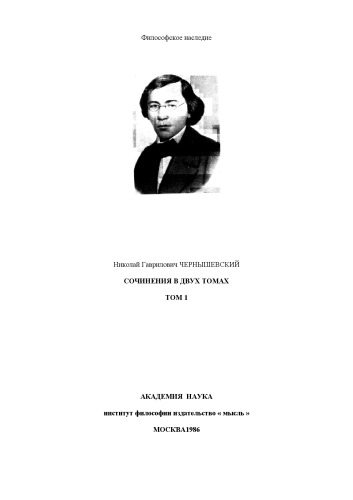 Философское наследие
Николай Гаврилович ЧЕРНЫШЕВСКИЙ
СОЧИНЕНИЯ В ДВУХ ТОМАХ
ТОМ 1
АКАДЕМИЯ НАУКА
институт философии издательство « мысль »
МОСКВА1986